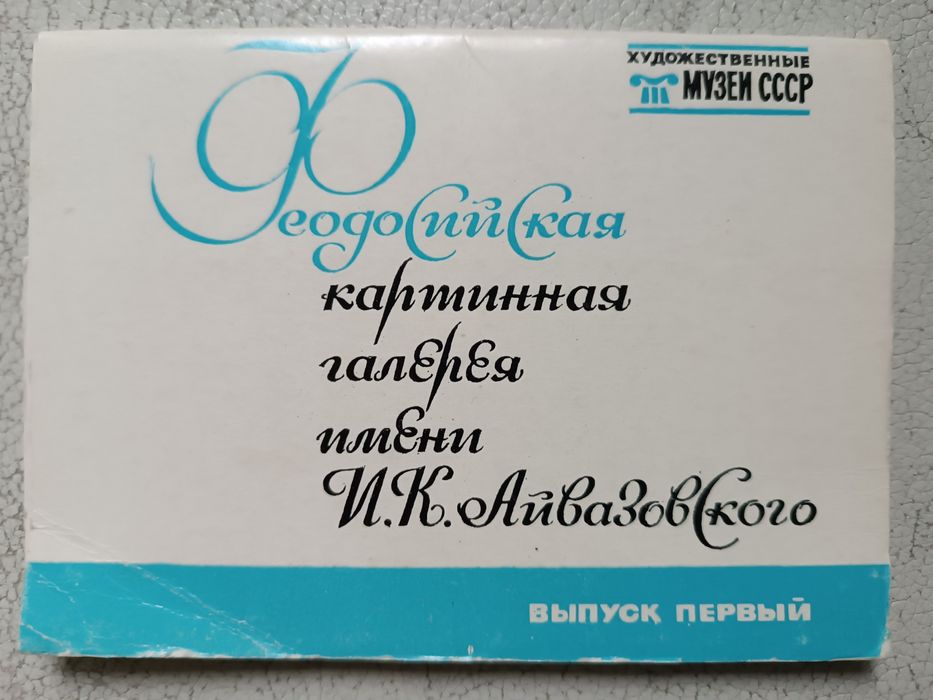 ХУДОЖЕСТВЕННЫЕ
МУЗЕИ СССР
Феодосийская
картинная
галерея
имени
И.К. Айвазовского
ВЫПУСК ПЕРВЫЙ